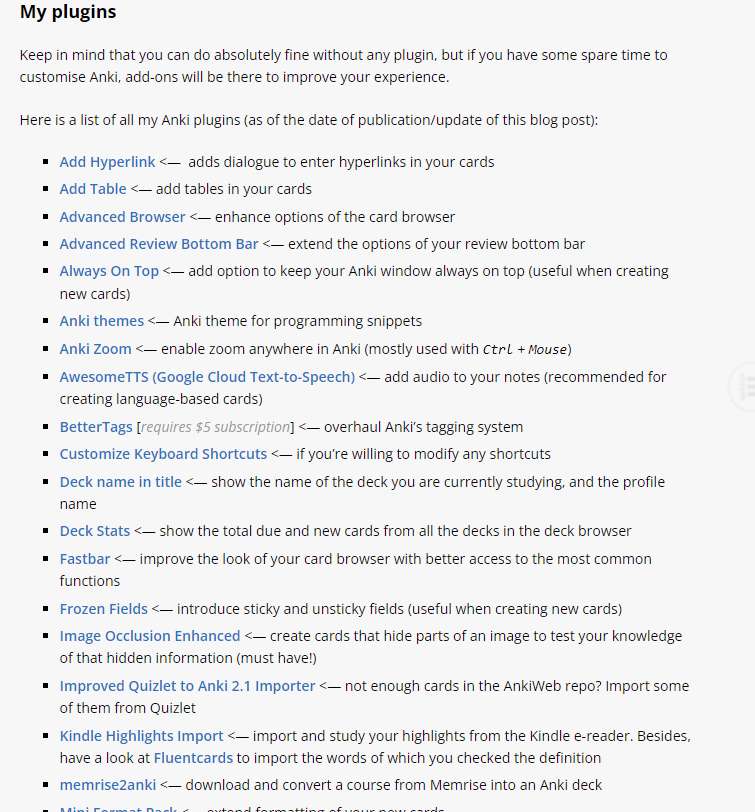 My plugins
Keep in mind that you can do absolutely fine without any plugin, but if you have some spare time to
customise Anki, add-ons will be there to improve your experience.
Here is a list of all my Anki plugins (as of the date of publication/update of this blog post):
Add Hyperlink <— adds dialogue to enter hyperlinks in your cards
Add Table <— add tables in your cards
Advanced Browser <— enhance options of the card browser
Advanced Review Bottom Bar <— extend the options of your review bottom bar
Always On Top <— add option to keep your Anki window always on top (useful when creating
new cards)
Anki themes <— Anki theme for programming snippets
Anki Zoom <— enable zoom anywhere in Anki (mostly used with Ctrl + Mouse)
AwesomeTTS (Google Cloud Text-to-Speech) <— add audio to your notes (recommended for
creating language-based cards)
BetterTags [requires $5 subscription] <— overhaul Anki’s tagging system
Customize Keyboard Shortcuts <— if you’re willing to modify any shortcuts
Deck name in title <— show the name of the deck you are currently studying, and the profile
name
Deck Stats <— show the total due and new cards from all the decks in the deck browser
Fastbar <— improve the look of your card browser with better access to the most common
functions
Frozen Fields <— introduce sticky and unsticky fields (useful when creating new cards)
Image Occlusion Enhanced <— create cards that hide parts of an image to test your knowledge
of that hidden information (must have!)
Improved Quizlet to Anki 2.1 Importer <— not enough cards in the AnkiWeb repo? Import some
of them from Quizlet
Kindle Highlights Import <— import and study your highlights from the Kindle e-reader. Besides,
have a look at Fluentcards to import the words of which you checked the definition
memrise2anki <— download and convert a course from Memrise into an Anki deck
Mini Format Pack <— extend formatting of your new cards